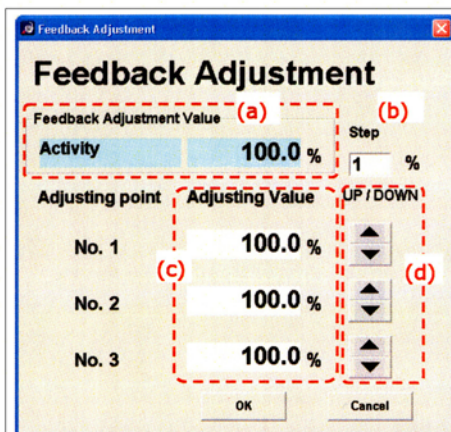 Feedback Adjustment
Feedback Adjustment
(a)
(b)
Feedback Adjustment Value
Step
Activity 100.0 %
1 %
Adjusting point Adjusting Value UP / DOWN
No. 1 100.0 %
(c)
(d)
No. 2 100.0 %
No. 3 100.0 %
OK Cancel